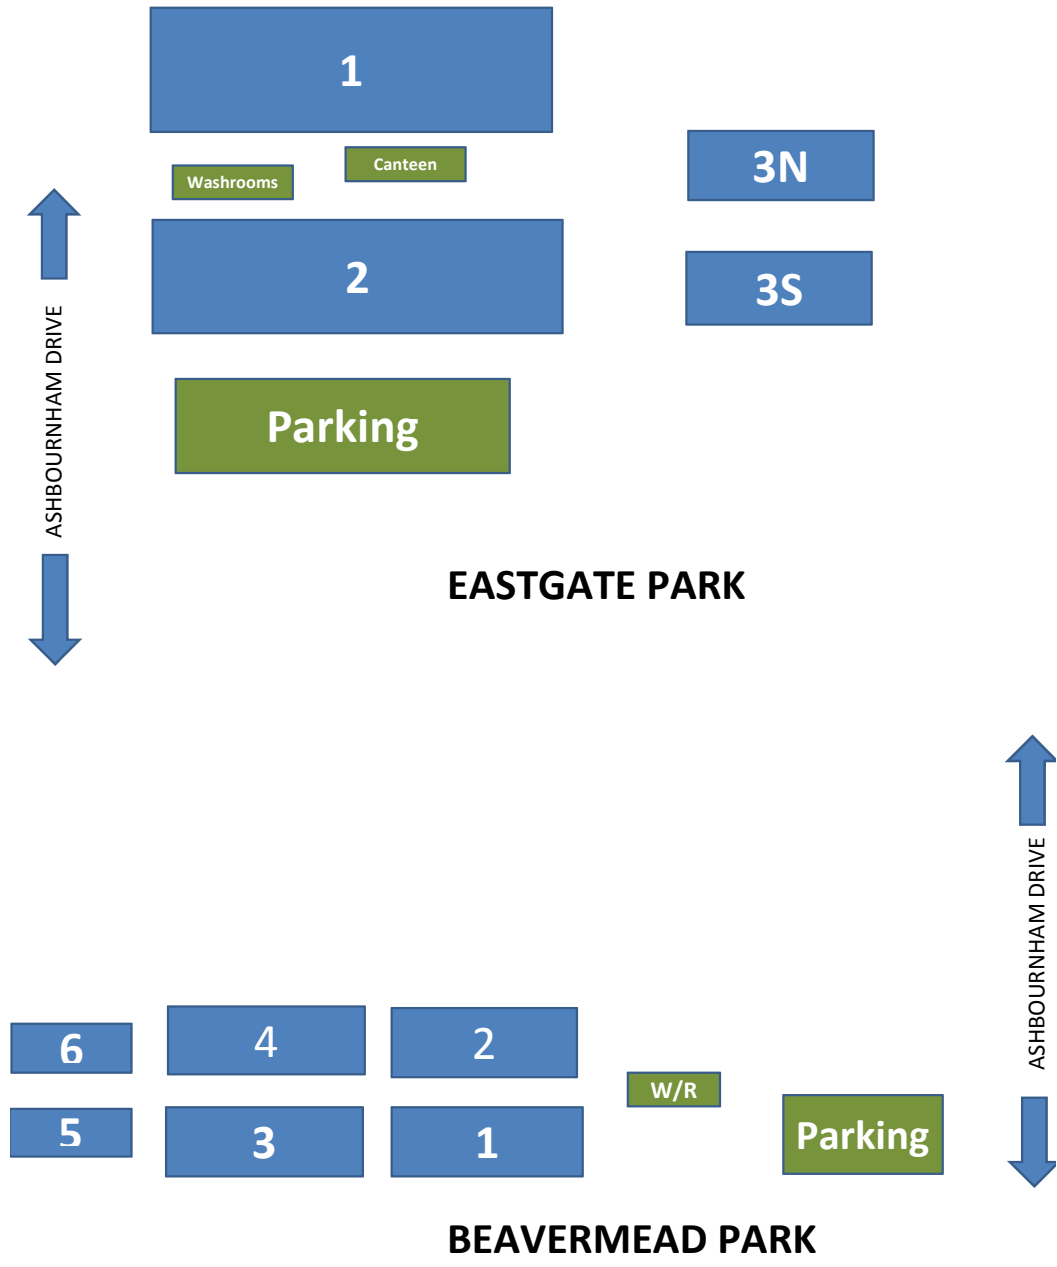 1
Canteen
Washrooms
3N
2
3S
ASHBOURNHAM DRIVE
Parking
EASTGATE PARK
ASHBOURNHAM DRIVE
6
4
2
W/R
5
3
1
Parking
BEAVERMEAD PARK